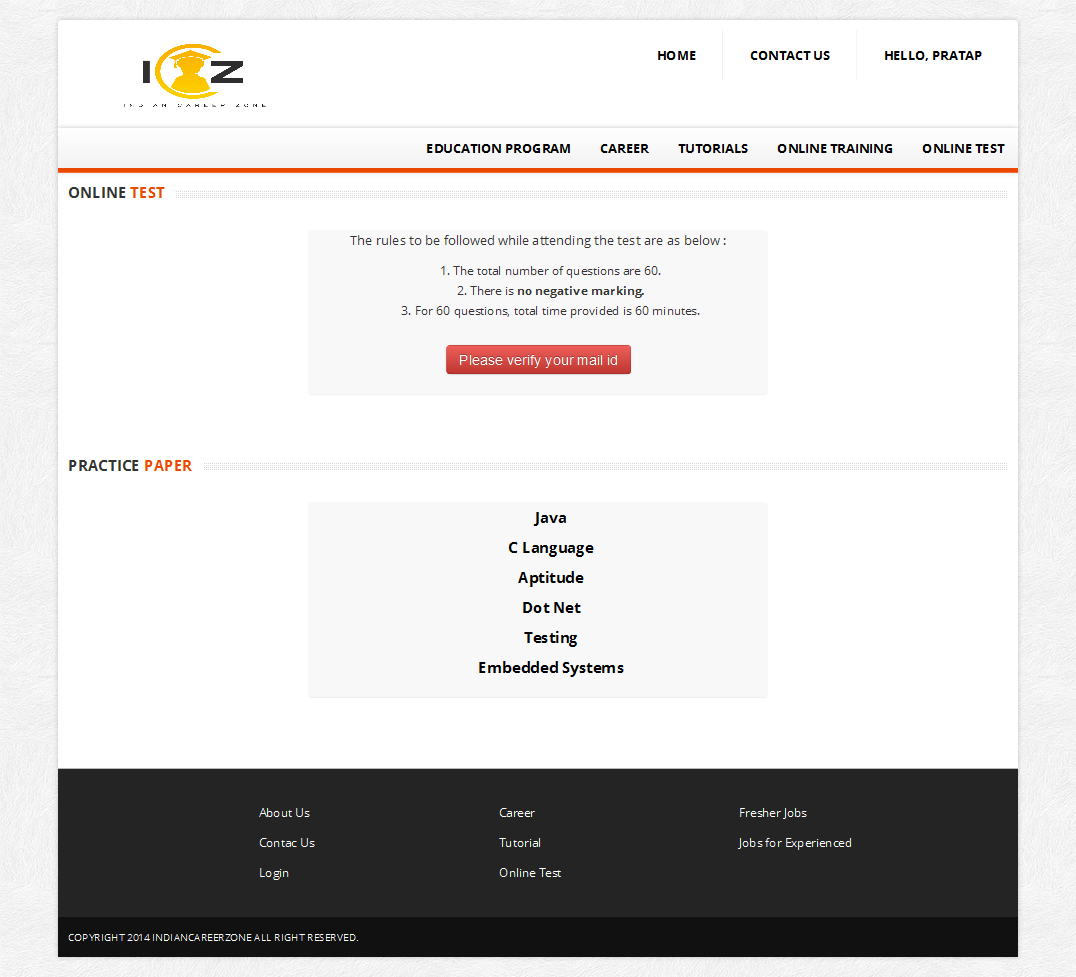 I Z
INDIAN CAREER ZONE
HOME
CONTACT US
HELLO, PRATAP
EDUCATION PROGRAM
CAREER
TUTORIALS
ONLINE TRAINING
ONLINE TEST
ONLINE TEST
The rules to be followed while attending the test are as below :
1. The total number of questions are 60.
2. There is no negative marking.
3. For 60 questions, total time provided is 60 minutes.
Please verify your mail id
PRACTICE PAPER
Java
C Language
Aptitude
Dot Net
Testing
Embedded Systems
About Us
Career
Fresher Jobs
Contac Us
Tutorial
Jobs for Experienced
Login
Online Test
COPYRIGHT 2014 INDIANCAREERZONE ALL RIGHT RESERVED.